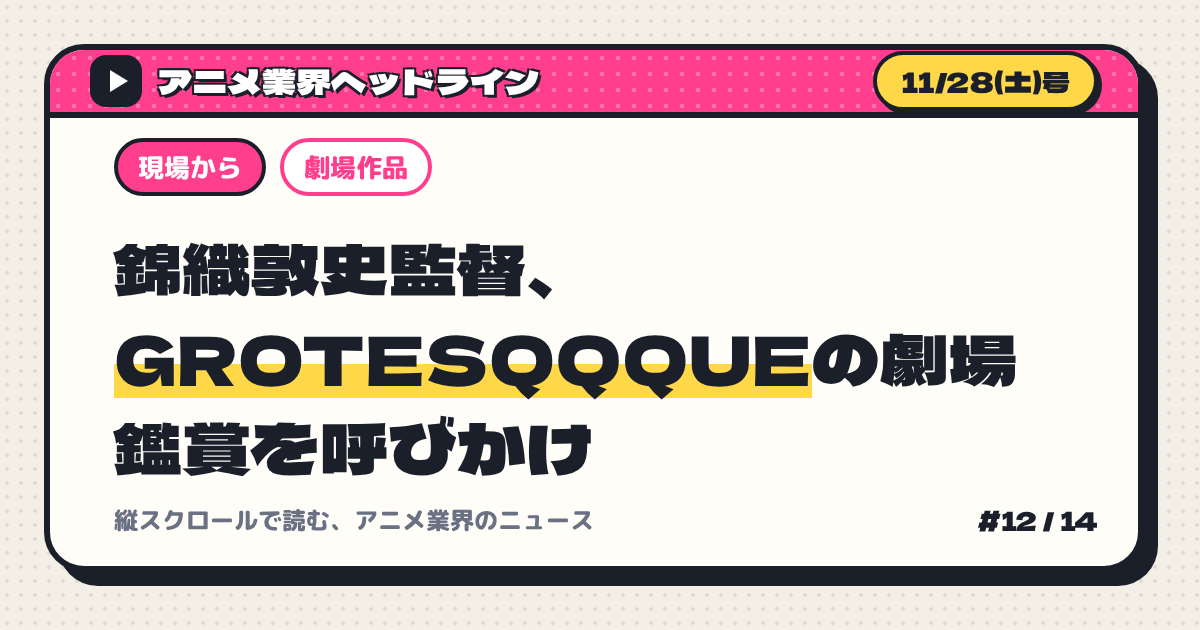 アニメ業界ヘッドライン
11/28(土)号
現場から
劇場作品
錦織敦史監督、
GROTESQQQUEの劇場
鑑賞を呼びかけ
縦スクロールで読む、アニメ業界のニュース
#12 / 14